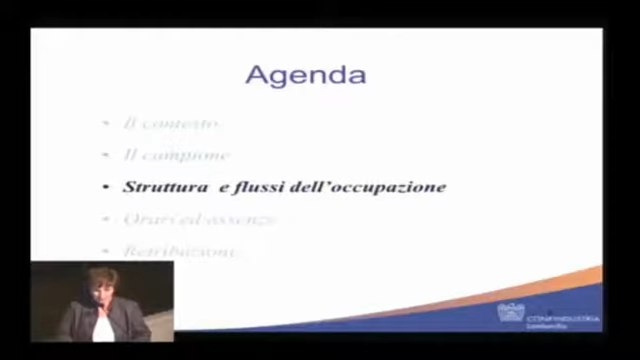 Agenda
• Il contesto
• Il campione
• Struttura e flussi dell'occupazione
• Orari ed assenze
• Retribuzioni
CONFINDUSTRIA
Lombardia